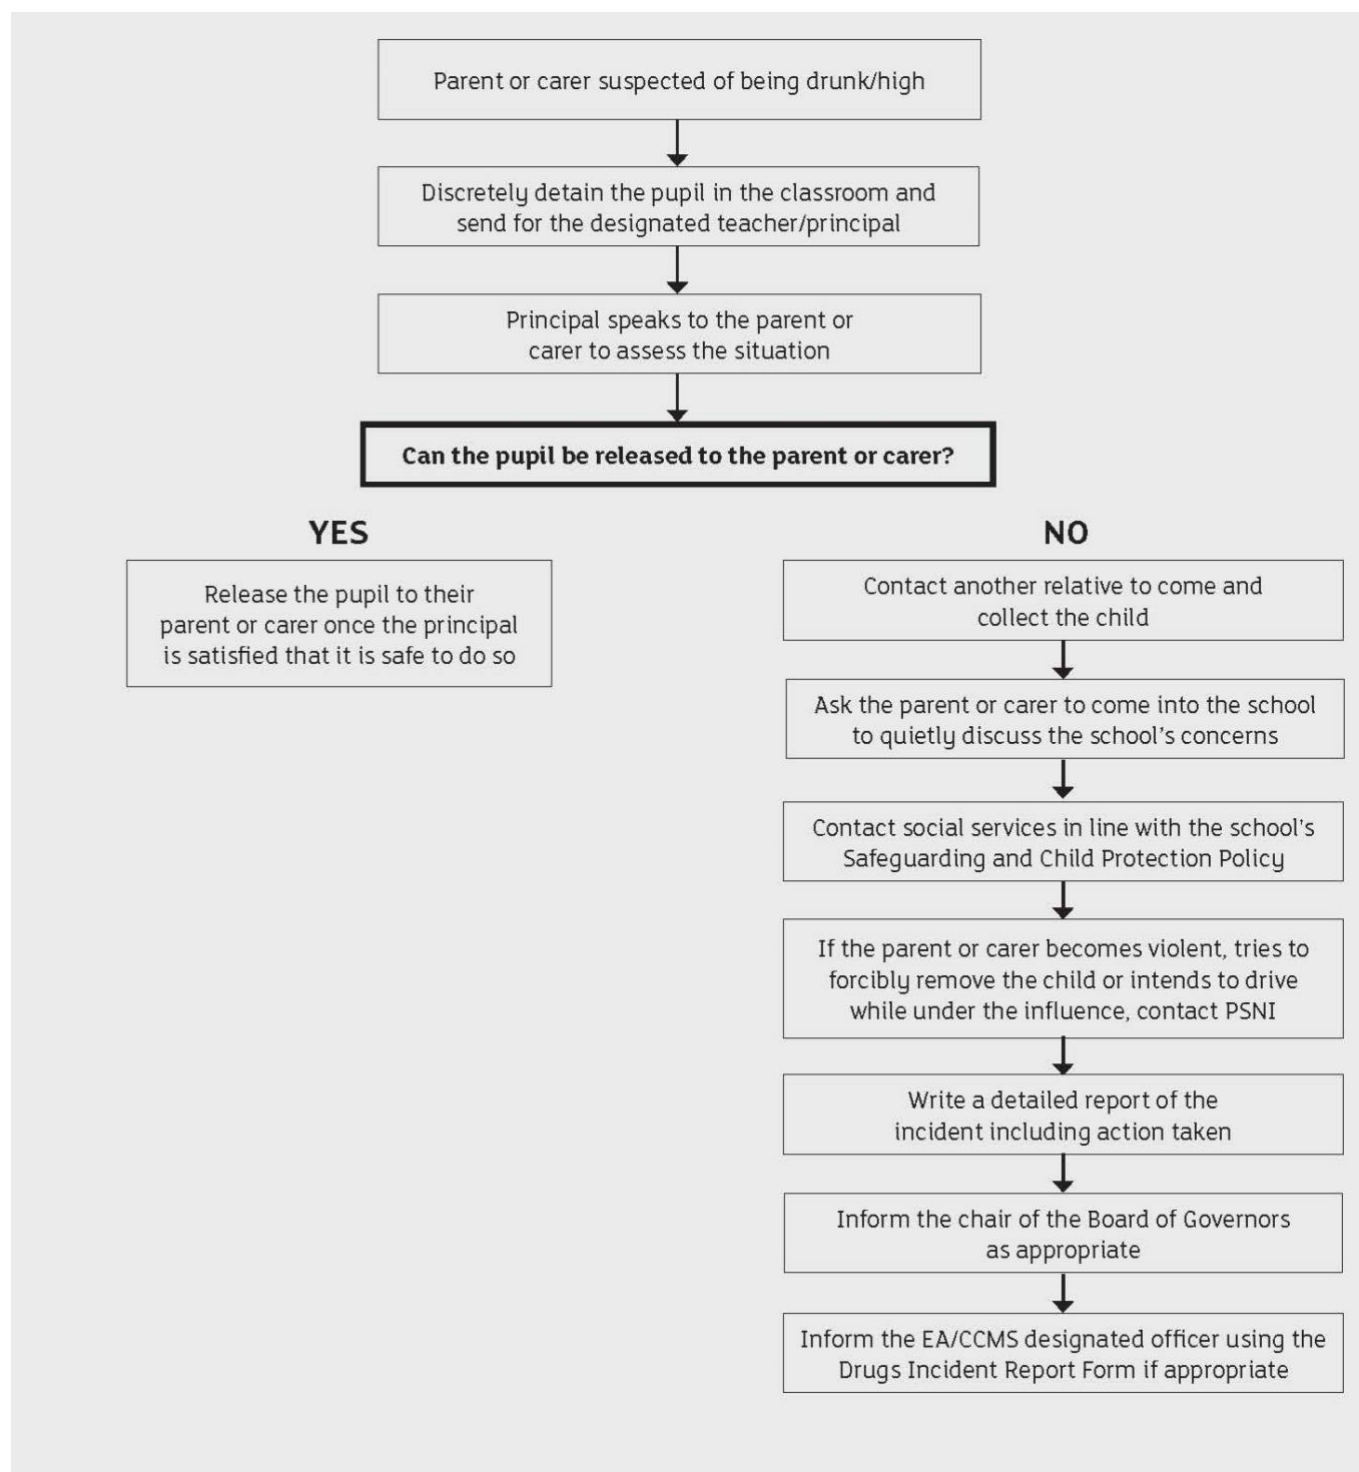 Parent or carer suspected of being drunk/high
Discretely detain the pupil in the classroom and
send for the designated teacher/principal
Principal speaks to the parent or
carer to assess the situation
Can the pupil be released to the parent or carer?
YES
Release the pupil to their
parent or carer once the principal
is satisfied that it is safe to do so
NO
Contact another relative to come and
collect the child
Ask the parent or carer to come into the school
to quietly discuss the school's concerns
Contact social services in line with the school's
Safeguarding and Child Protection Policy
If the parent or carer becomes violent, tries to
forcibly remove the child or intends to drive
while under the influence, contact PSNI
Write a detailed report of the
incident including action taken
Inform the chair of the Board of Governors
as appropriate
Inform the EA/CCMS designated officer using the
Drugs Incident Report Form if appropriate